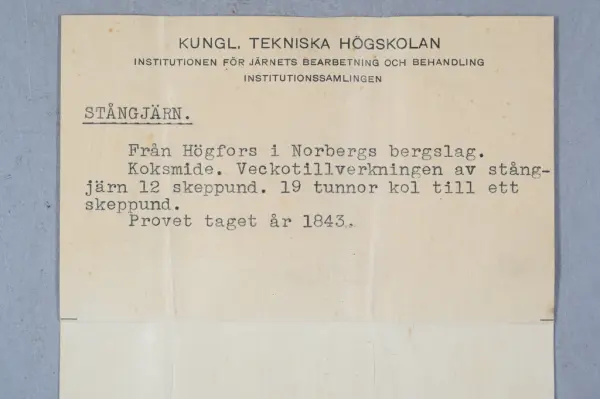 KUNGL. TEKNISKA HÖGSKOLAN
INSTITUTIONEN FÖR JÄRNETS BEARBETNING OCH BEHANDLING
INSTITUTIONSSAMLINGEN
STÅNGJÄRN.
Från Högfors i Norbergs bergslag.
Koksmide. Veckotillverkningen av stång-
järn 12 skeppund. 19 tunnor kol till ett
skeppund.
Provet taget år 1843.